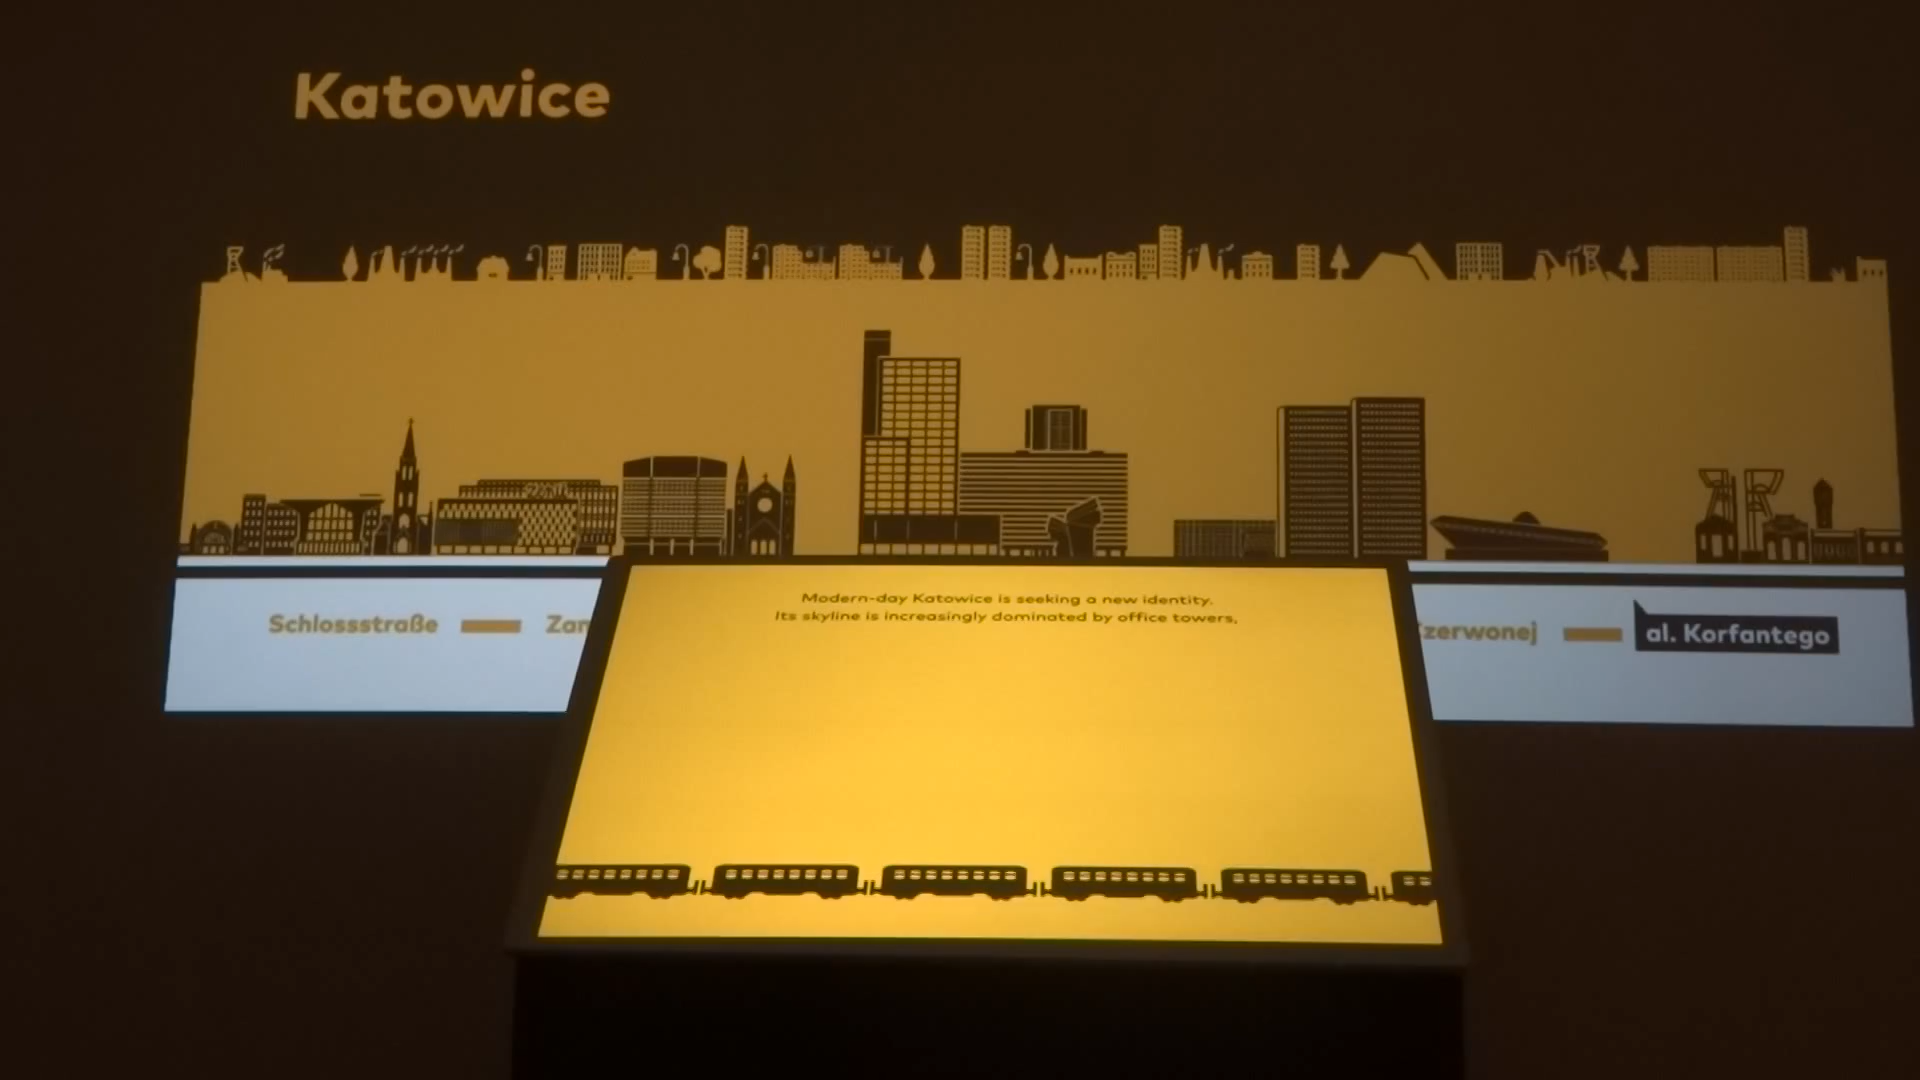 Katowice
Modern-day Katowice is seeking a new identity.
Its skyline is increasingly dominated by office towers,
Schlossstraße
al. Korfantego